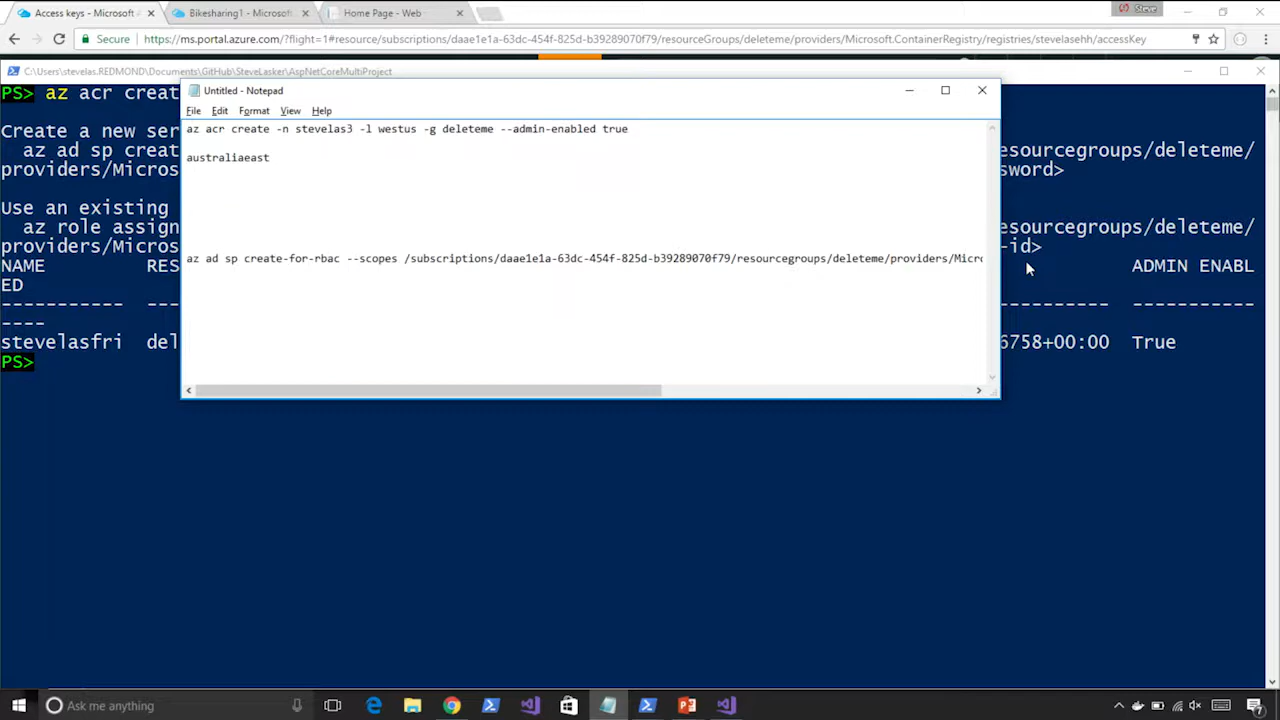 Access keys - Microsoft
Bikesharing1 - Microsoft
Home Page - Web
Steve
Secure
https://ms.portal.azure.com/?flight=1#resource/subscriptions/daae1e1a-63dc-454f-825d-b39289070f79/resourceGroups/deleteme/providers/Microsoft.ContainerRegistry/registries/stevelasehh/accessKey
C:\Users\stevelas.REDMOND\Documents\GitHub\SteveLasker\AspNetCoreMultiProject
PS> az acr creat
Create a new ser
az ad sp creat
esourcegroups/deleteme/
providers/Micros
sword>
Use an existing
az role assign
esourcegroups/deleteme/
providers/Micros
-id>
NAME RES
ADMIN ENABL
ED
----------- --- ---------- -----------
----
stevelasfri del
6758+00:00 True
PS>
Untitled - Notepad
File Edit Format View Help
az acr create -n stevelas3 -l westus -g deleteme --admin-enabled true
australiaeast
az ad sp create-for-rbac --scopes /subscriptions/daae1e1a-63dc-454f-825d-b39289070f79/resourcegroups/deleteme/providers/Micro
Ask me anything